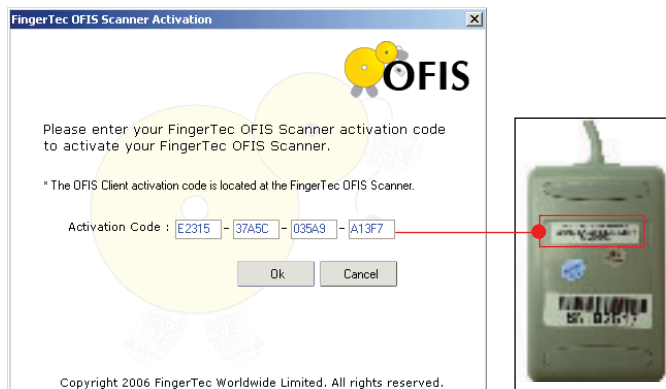 FingerTec OFIS Scanner Activation
OFIS
Please enter your FingerTec OFIS Scanner activation code
to activate your FingerTec OFIS Scanner.
* The OFIS Client activation code is located at the FingerTec OFIS Scanner.
Activation Code : E2315 - 37A5C - 035A9 - A13F7
Ok Cancel
Copyright 2006 FingerTec Worldwide Limited. All rights reserved.